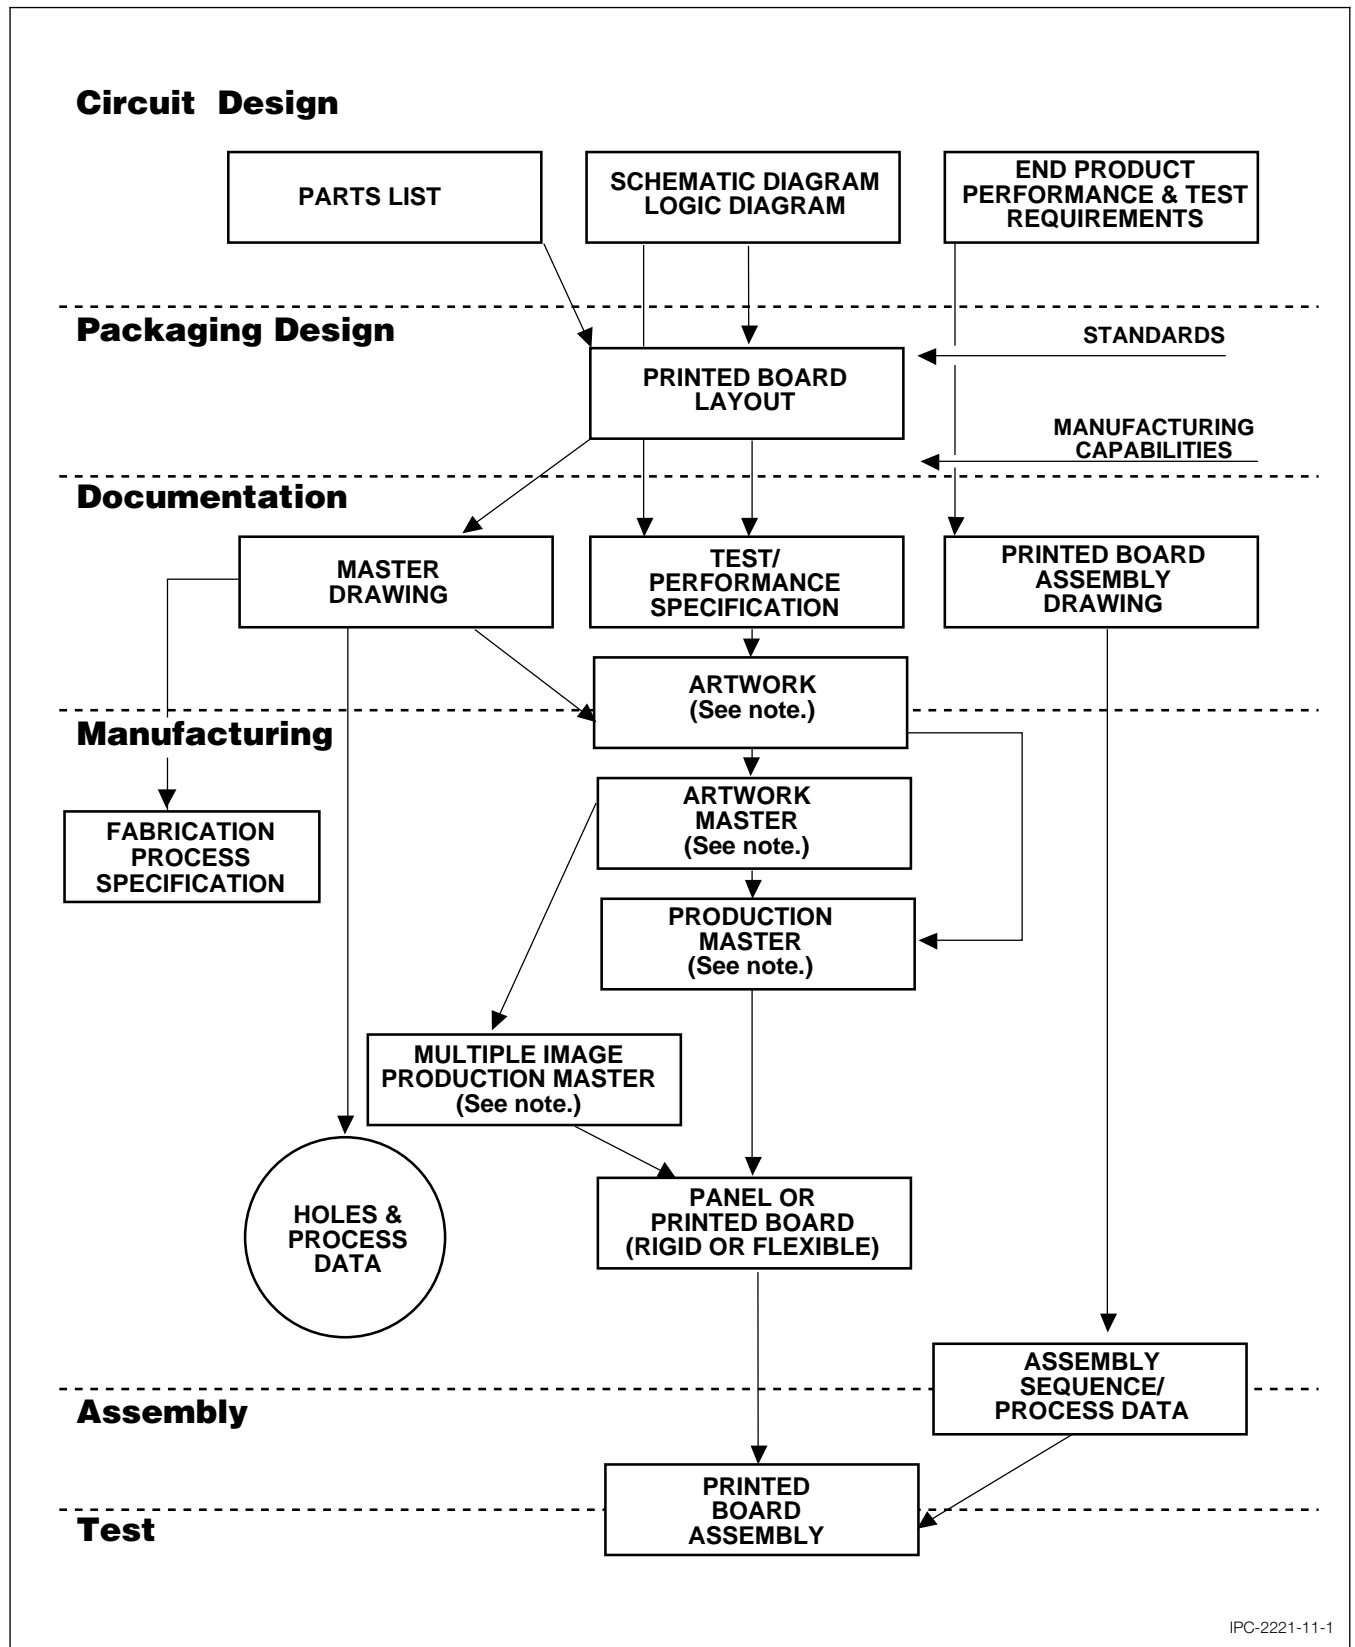 Circuit Design
PARTS LIST
SCHEMATIC DIAGRAM
LOGIC DIAGRAM
END PRODUCT
PERFORMANCE & TEST
REQUIREMENTS
Packaging Design
STANDARDS
PRINTED BOARD
LAYOUT
MANUFACTURING
CAPABILITIES
Documentation
MASTER
DRAWING
TEST/
PERFORMANCE
SPECIFICATION
PRINTED BOARD
ASSEMBLY
DRAWING
ARTWORK
(See note.)
Manufacturing
ARTWORK
MASTER
(See note.)
FABRICATION
PROCESS
SPECIFICATION
PRODUCTION
MASTER
(See note.)
MULTIPLE IMAGE
PRODUCTION MASTER
(See note.)
HOLES &
PROCESS
DATA
PANEL OR
PRINTED BOARD
(RIGID OR FLEXIBLE)
ASSEMBLY
SEQUENCE/
PROCESS DATA
Assembly
PRINTED
BOARD
ASSEMBLY
Test
IPC-2221-11-1